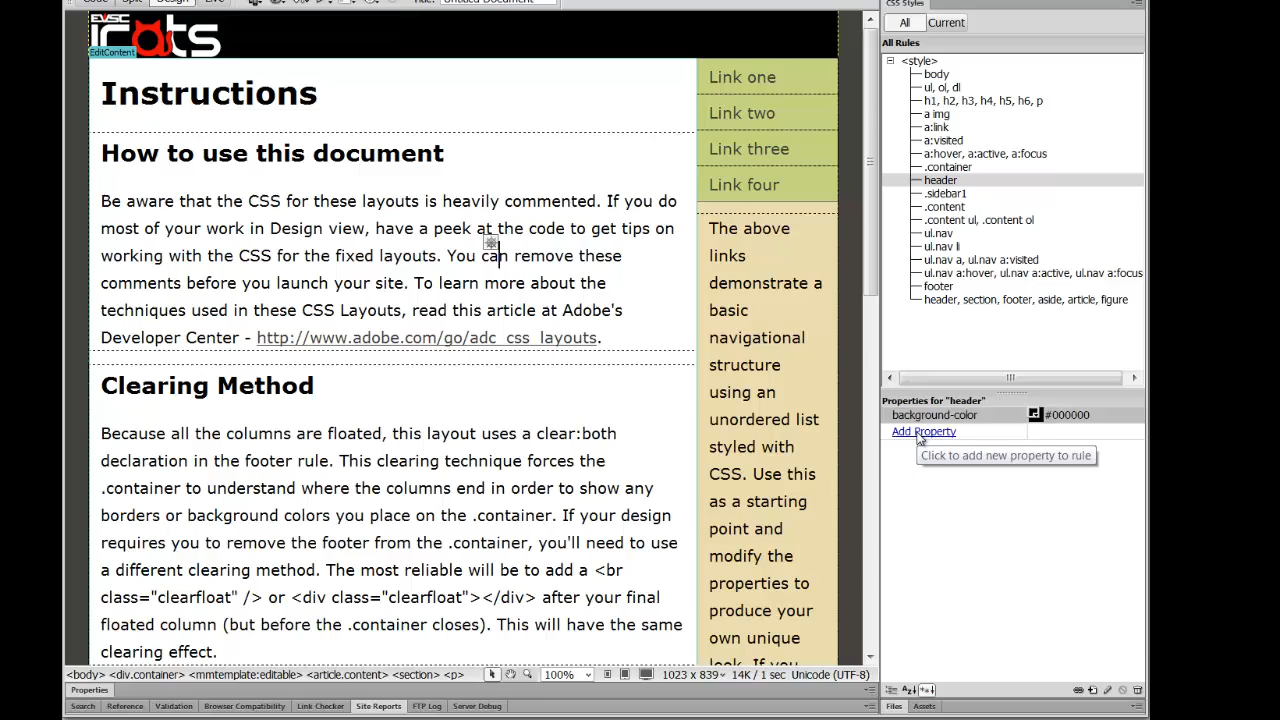 Code Split Design Live Title: Untitled Document
CSS Styles
EVSC
icats
EditContent
All Current
All Rules
<style>
body
ul, ol, dl
h1, h2, h3, h4, h5, h6, p
a img
a:link
a:visited
a:hover, a:active, a:focus
.container
header
.sidebar1
.content
.content ul, .content ol
ul.nav
ul.nav li
ul.nav a, ul.nav a:visited
ul.nav a:hover, ul.nav a:active, ul.nav a:focus
footer
header, section, footer, aside, article, figure
Properties for "header"
background-color #000000
Add Property
Click to add new property to rule
Instructions
How to use this document
Be aware that the CSS for these layouts is heavily commented. If you do
most of your work in Design view, have a peek at the code to get tips on
working with the CSS for the fixed layouts. You can remove these
comments before you launch your site. To learn more about the
techniques used in these CSS Layouts, read this article at Adobe's
Developer Center - http://www.adobe.com/go/adc_css_layouts.
Clearing Method
Because all the columns are floated, this layout uses a clear:both
declaration in the footer rule. This clearing technique forces the
.container to understand where the columns end in order to show any
borders or background colors you place on the .container. If your design
requires you to remove the footer from the .container, you'll need to use
a different clearing method. The most reliable will be to add a <br
class="clearfloat" /> or <div class="clearfloat"></div> after your final
floated column (but before the .container closes). This will have the same
clearing effect.
Link one
Link two
Link three
Link four
The above
links
demonstrate a
basic
navigational
structure
using an
unordered list
styled with
CSS. Use this
as a starting
point and
modify the
properties to
produce your
own unique
look. If you
<body> <div.container> <mmtemplate:editable> <article.content> <section> <p> 100% 1023 x 839 14K / 1 sec Unicode (UTF-8)
Properties
Search Reference Validation Browser Compatibility Link Checker Site Reports FTP Log Server Debug
Files Assets